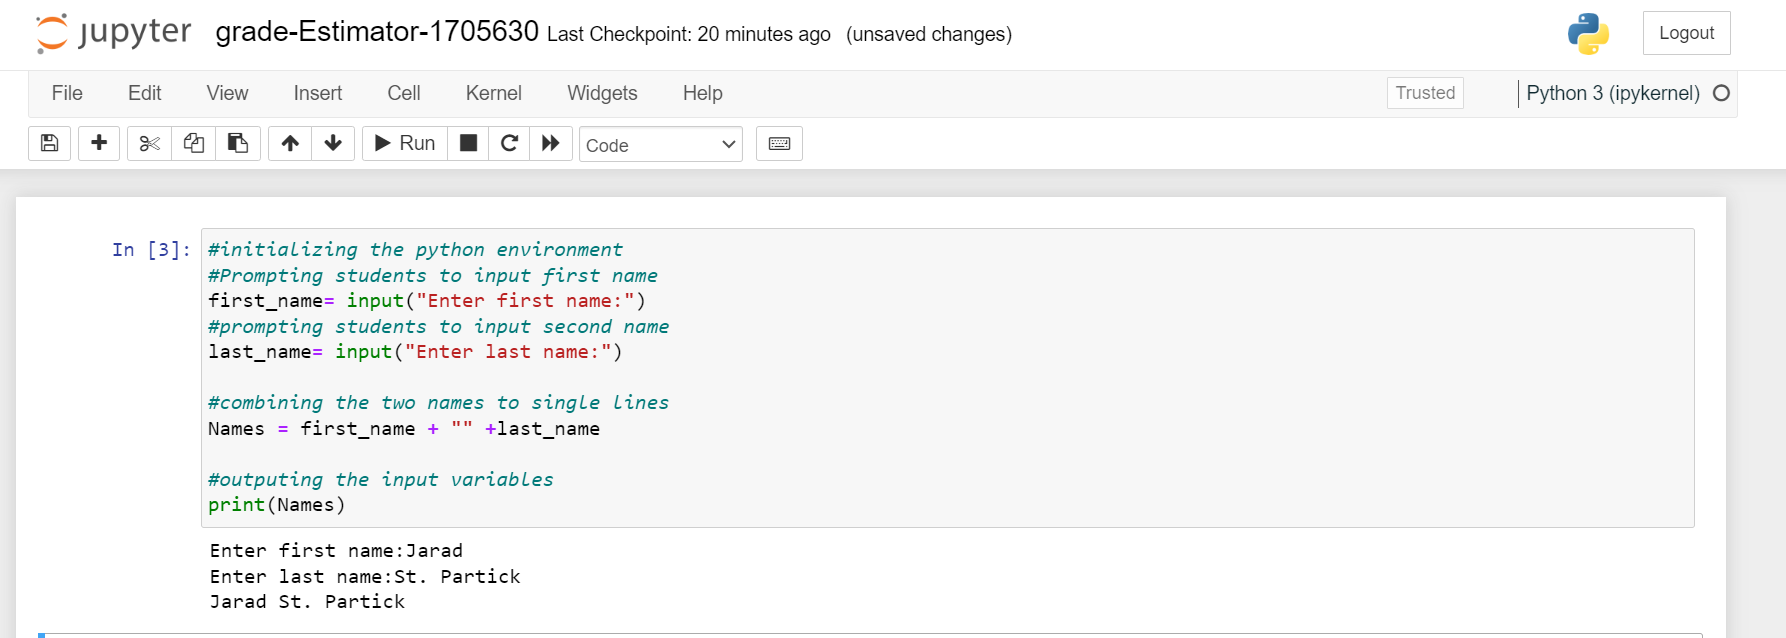 jupyter grade-Estimator-1705630 Last Checkpoint: 20 minutes ago (unsaved changes) Logout
File Edit View Insert Cell Kernel Widgets Help Trusted Python 3 (ipykernel)
Run Code
In [3]: #initializing the python environment
#Prompting students to input first name
first_name= input("Enter first name:")
#prompting students to input second name
last_name= input("Enter last name:")
#combining the two names to single lines
Names = first_name + "" +last_name
#outputing the input variables
print(Names)
Enter first name:Jarad
Enter last name:St. Partick
Jarad St. Partick